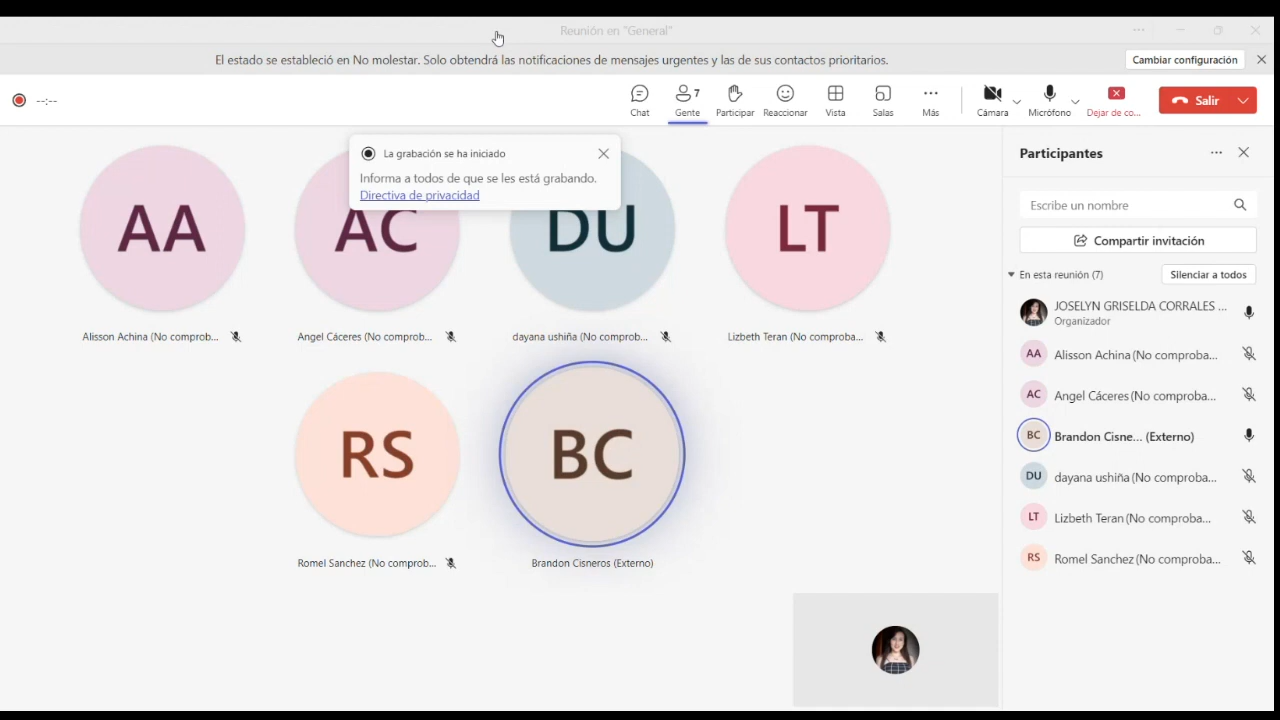 Reunión en "General"
El estado se estableció en No molestar. Solo obtendrá las notificaciones de mensajes urgentes y las de sus contactos prioritarios.
Cambiar configuración
--:--
Chat
7
Gente
Participar
Reaccionar
Vista
Salas
Más
Cámara
Micrófono
Dejar de co...
Salir
La grabación se ha iniciado
Informa a todos de que se les está grabando.
Directiva de privacidad
AA
AC
DU
LT
Alisson Achina (No comprob...
Angel Cáceres (No comprob...
dayana ushiña (No comprob...
Lizbeth Teran (No comproba...
RS
BC
Romel Sanchez (No comprob...
Brandon Cisneros (Externo)
Participantes
Escribe un nombre
Compartir invitación
En esta reunión (7)
Silenciar a todos
JOSELYN GRISELDA CORRALES ...
Organizador
AA
Alisson Achina (No comproba...
AC
Angel Cáceres (No comproba...
BC
Brandon Cisne... (Externo)
DU
dayana ushiña (No comproba...
LT
Lizbeth Teran (No comproba...
RS
Romel Sanchez (No comproba...